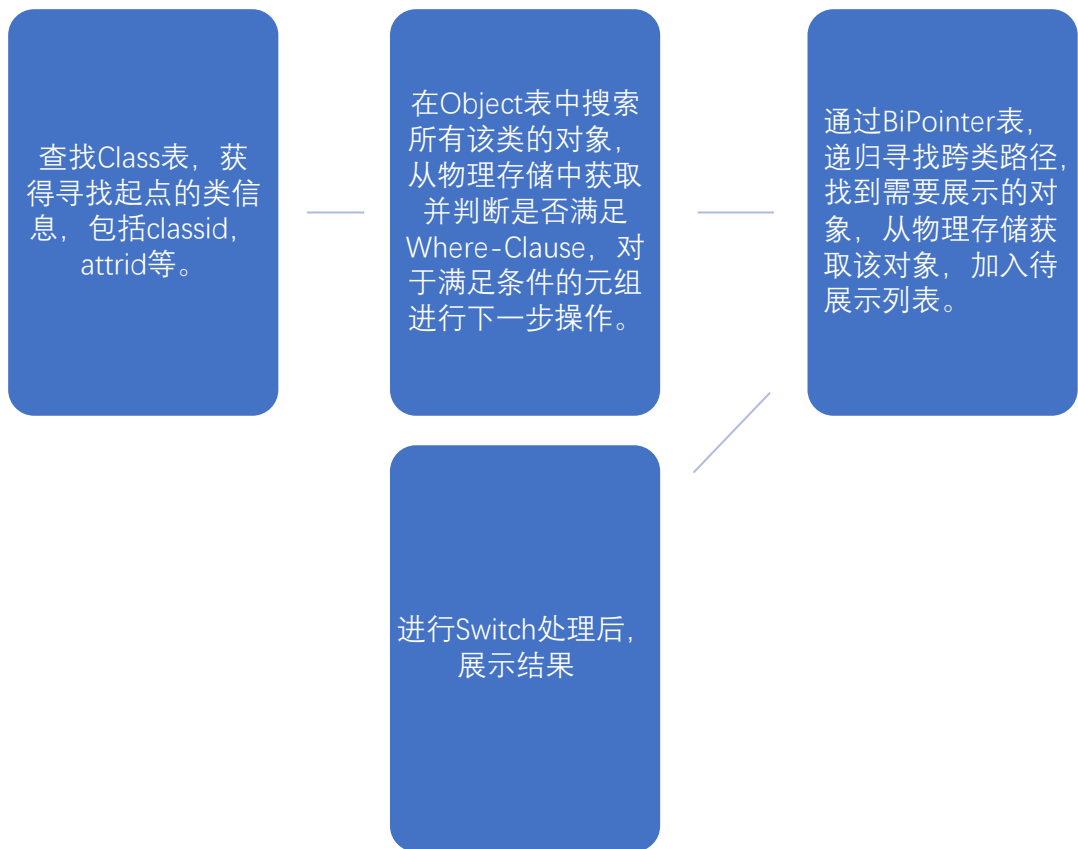 查找Class表，获
得寻找起点的类信
息，包括classid，
attrid等。
在Object表中搜索
所有该类的对象，
从物理存储中获取
并判断是否满足
Where-Clause，对
于满足条件的元组
进行下一步操作。
通过BiPointer表，
递归寻找跨类路径，
找到需要展示的对
象，从物理存储获
取该对象，加入待
展示列表。
进行Switch处理后，
展示结果